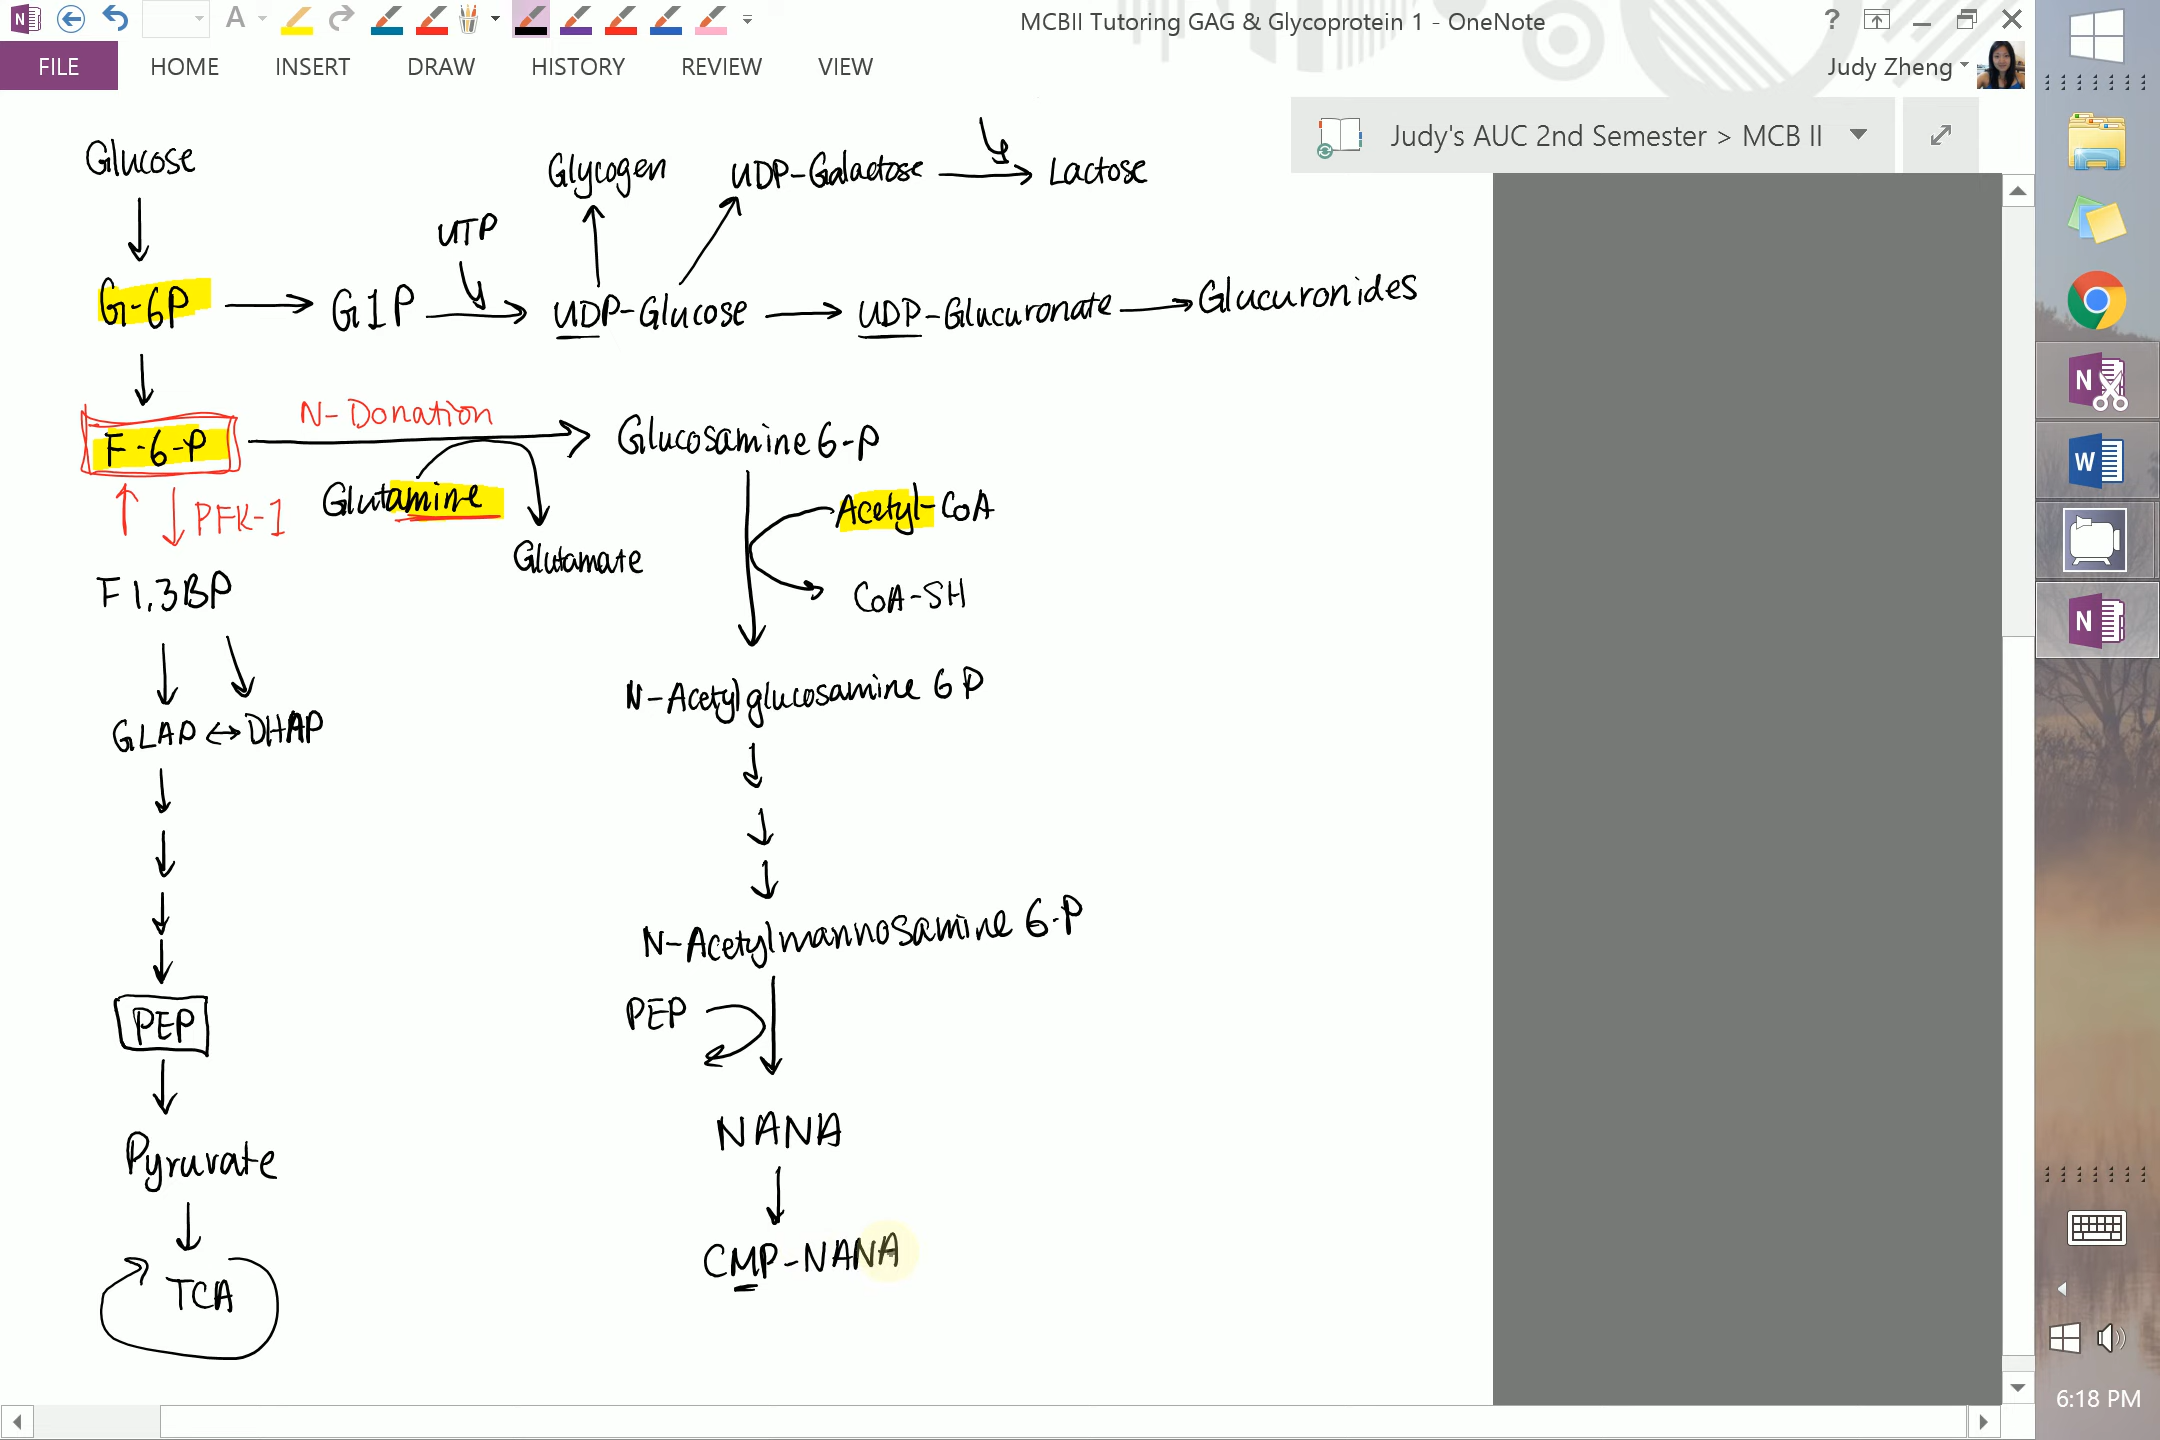 MCBII Tutoring GAG & Glycoprotein 1 - OneNote
?
FILE HOME INSERT DRAW HISTORY REVIEW VIEW
Judy Zheng
Judy's AUC 2nd Semester > MCB II
Glucose
Glycogen
UDP-Galactose
Lactose
UTP
G-6P
G1P
UDP-Glucose
UDP-Glucuronate
Glucuronides
N-Donation
F-6-P
Glucosamine 6-P
PFK-1
Glutamine
Glutamate
Acetyl-CoA
CoA-SH
F1,3BP
N-Acetylglucosamine 6P
GLAP
DHAP
N-Acetylmannosamine 6-P
PEP
PEP
Pyruvate
NANA
TCA
CMP-NANA
6:18 PM